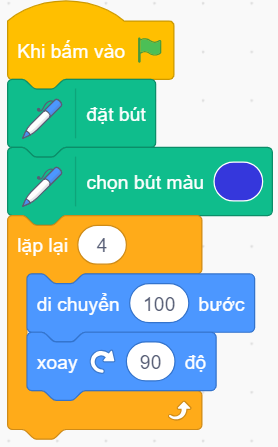 Khi bấm vào
đặt bút
chọn bút màu
lặp lại 4
di chuyển 100 bước
xoay 90 độ